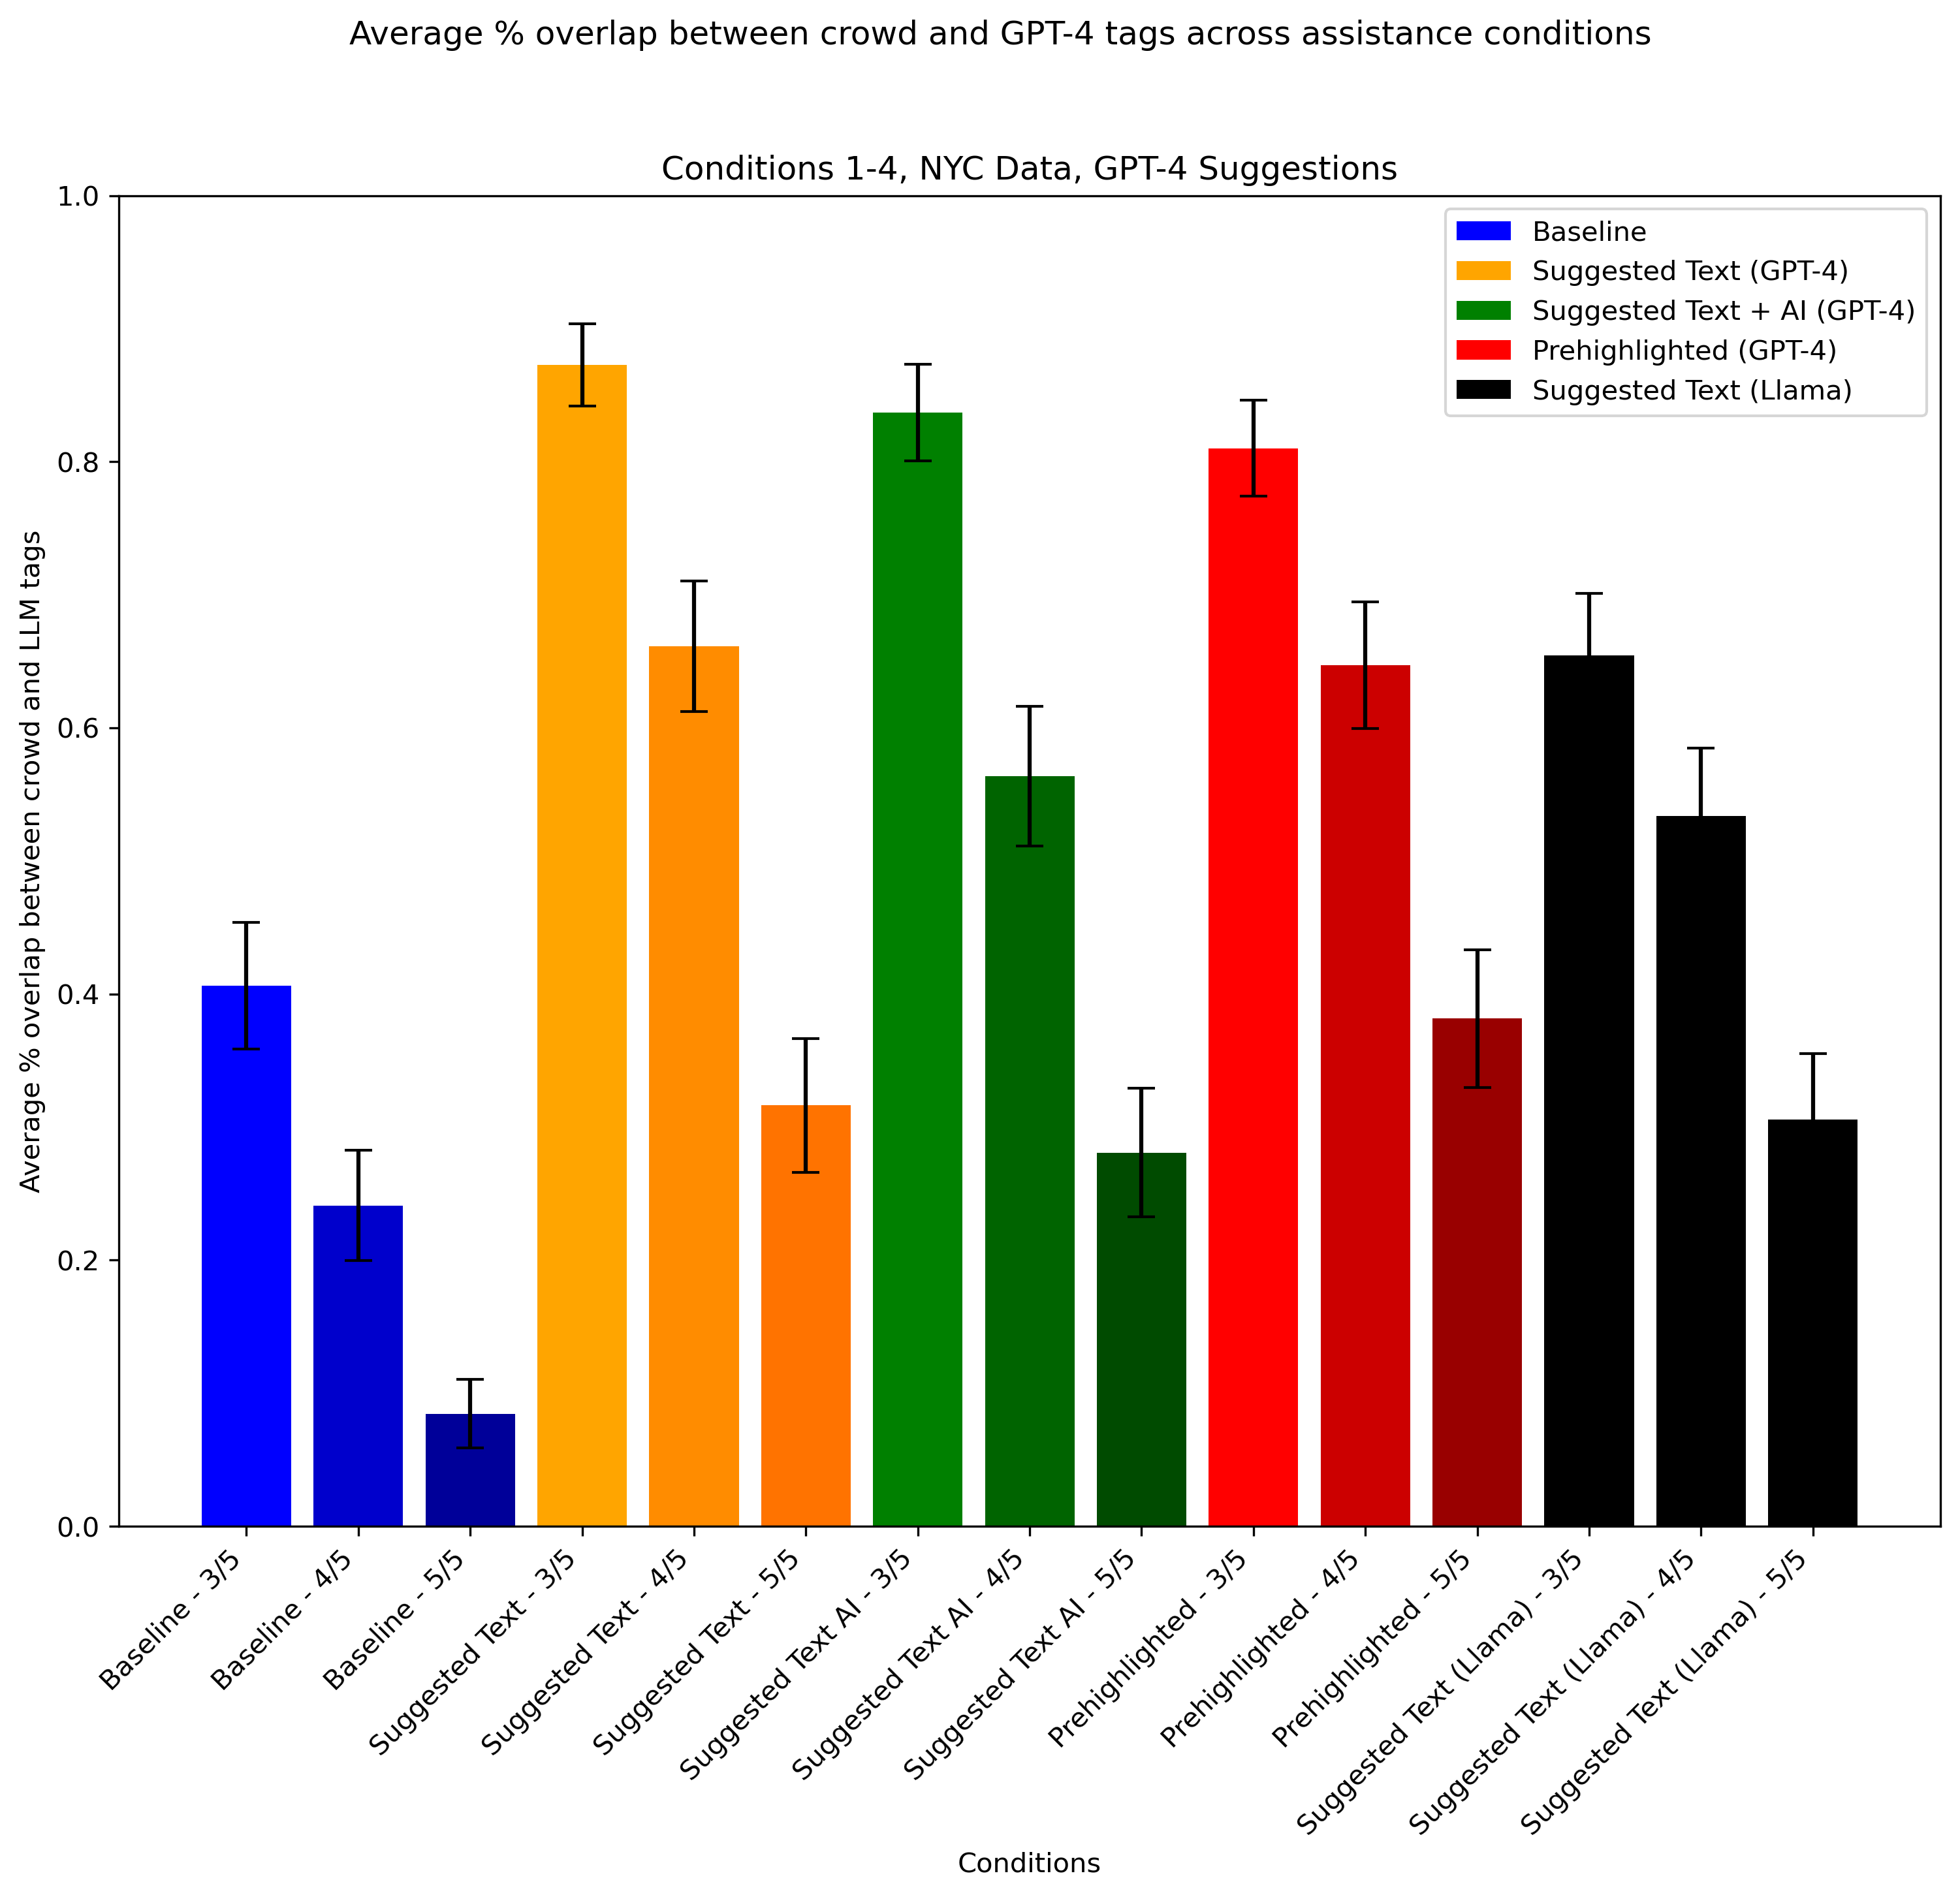 Average % overlap between crowd and GPT-4 tags across assistance conditions
Conditions 1-4, NYC Data, GPT-4 Suggestions
Baseline
Suggested Text (GPT-4)
Suggested Text + AI (GPT-4)
Prehighlighted (GPT-4)
Suggested Text (Llama)
Average % overlap between crowd and LLM tags
1.0
0.8
0.6
0.4
0.2
0.0
Baseline - 3/5
Baseline - 4/5
Baseline - 5/5
Suggested Text - 3/5
Suggested Text - 4/5
Suggested Text - 5/5
Suggested Text AI - 3/5
Suggested Text AI - 4/5
Suggested Text AI - 5/5
Prehighlighted - 3/5
Prehighlighted - 4/5
Prehighlighted - 5/5
Suggested Text (Llama) - 3/5
Suggested Text (Llama) - 4/5
Suggested Text (Llama) - 5/5
Conditions